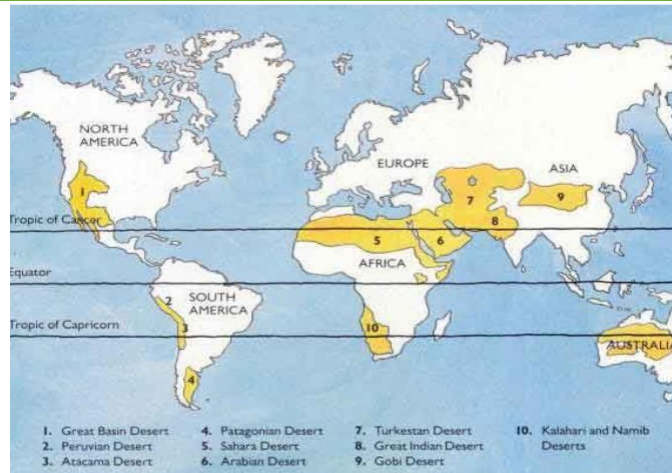 NORTH
AMERICA
EUROPE
ASIA
1
7
9
8
Tropic of Cancer
5
6
AFRICA
Equator
2
SOUTH
AMERICA
Tropic of Capricorn
3
10
AUSTRALIA
4
1. Great Basin Desert
2. Peruvian Desert
3. Atacama Desert
4. Patagonian Desert
5. Sahara Desert
6. Arabian Desert
7. Turkestan Desert
8. Great Indian Desert
9. Gobi Desert
10. Kalahari and Namib
Deserts